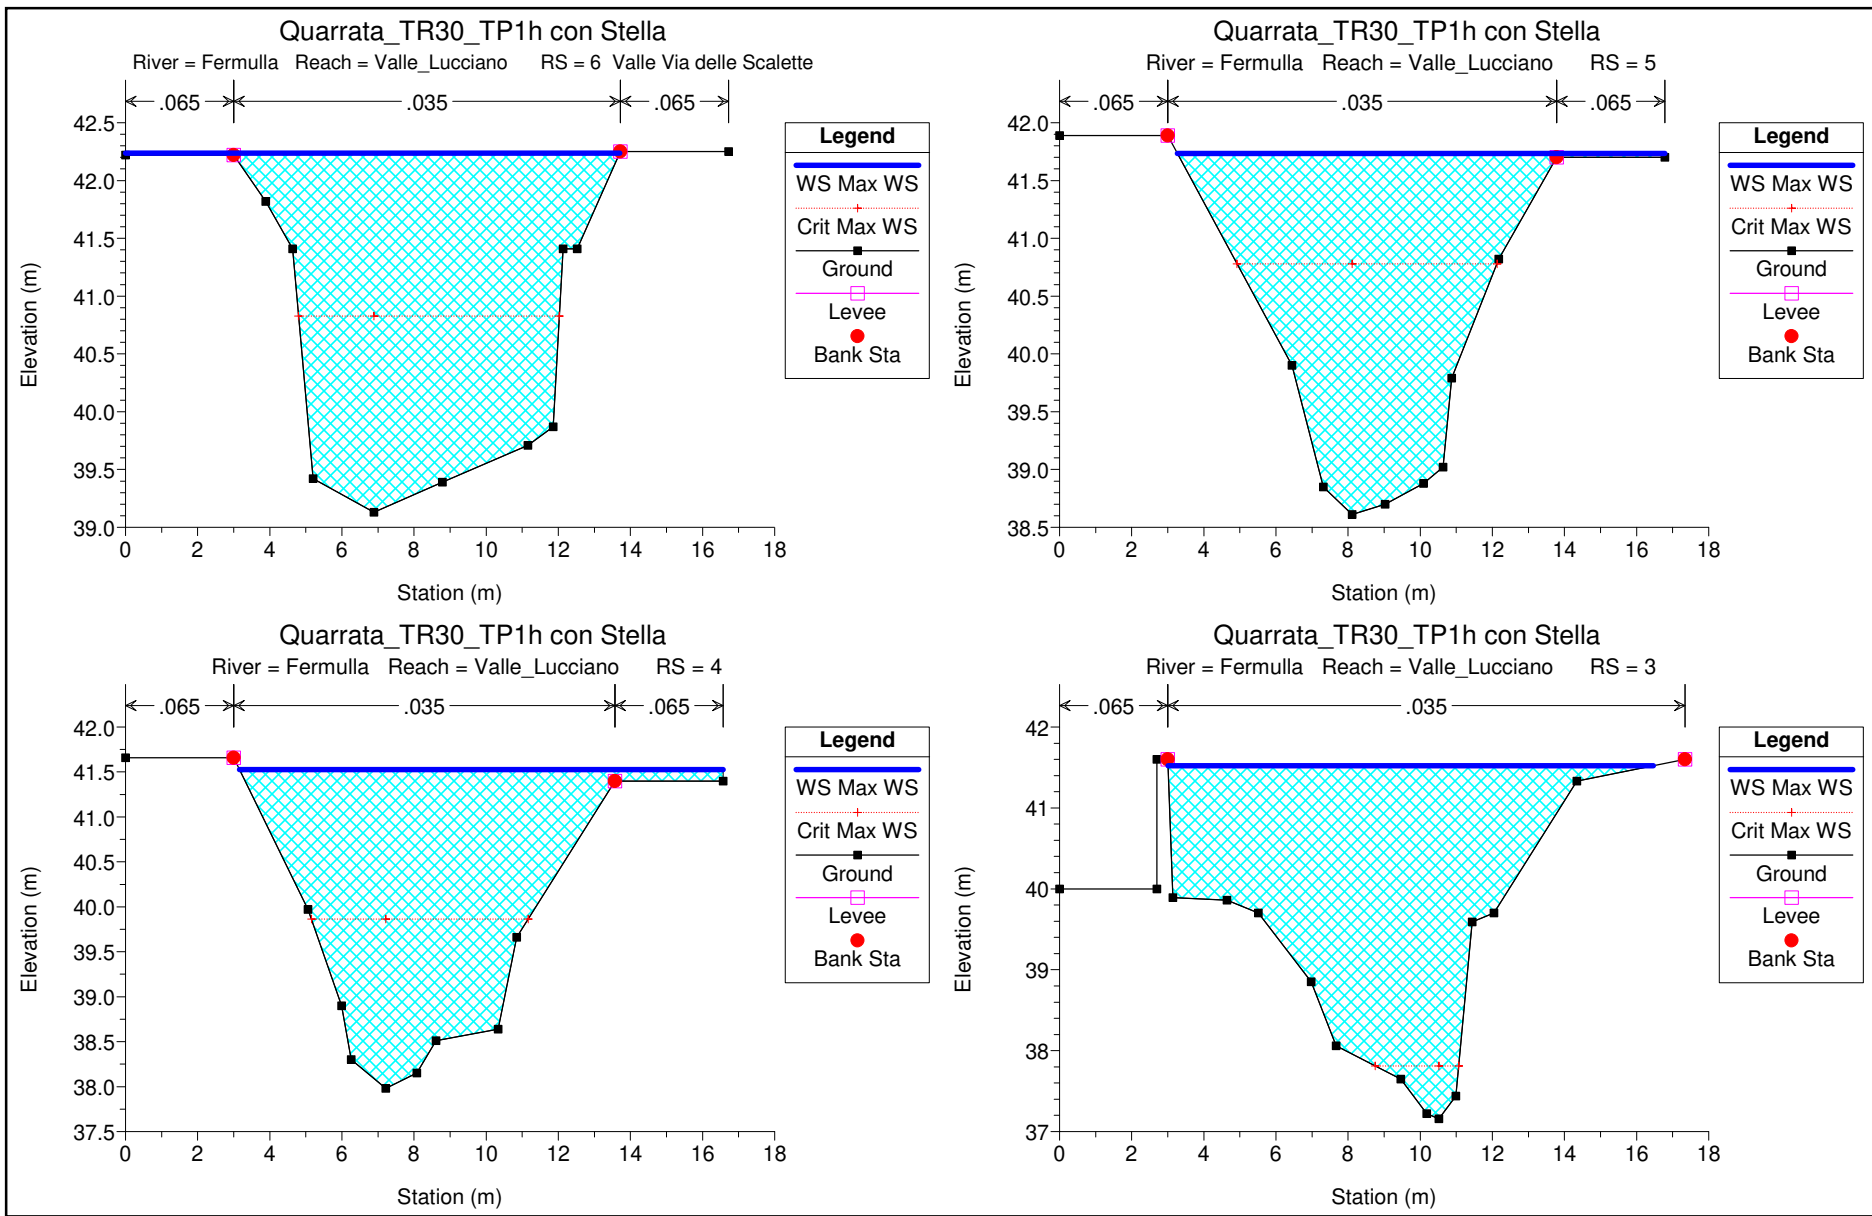 Quarrata_TR30_TP1h con Stella
River = Fermulla Reach = Valle_Lucciano RS = 6 Valle Via delle Scalette
.065 .035 .065
42.5
42.0
41.5
41.0
40.5
40.0
39.5
39.0
Elevation (m)
0 2 4 6 8 10 12 14 16 18
Station (m)
Legend
WS Max WS
Crit Max WS
Ground
Levee
Bank Sta
Quarrata_TR30_TP1h con Stella
River = Fermulla Reach = Valle_Lucciano RS = 5
.065 .035 .065
42.0
41.5
41.0
40.5
40.0
39.5
39.0
38.5
Elevation (m)
0 2 4 6 8 10 12 14 16 18
Station (m)
Legend
WS Max WS
Crit Max WS
Ground
Levee
Bank Sta
Quarrata_TR30_TP1h con Stella
River = Fermulla Reach = Valle_Lucciano RS = 4
.065 .035 .065
42.0
41.5
41.0
40.5
40.0
39.5
39.0
38.5
38.0
37.5
Elevation (m)
0 2 4 6 8 10 12 14 16 18
Station (m)
Legend
WS Max WS
Crit Max WS
Ground
Levee
Bank Sta
Quarrata_TR30_TP1h con Stella
River = Fermulla Reach = Valle_Lucciano RS = 3
.065 .035
42
41
40
39
38
37
Elevation (m)
0 2 4 6 8 10 12 14 16 18
Station (m)
Legend
WS Max WS
Crit Max WS
Ground
Levee
Bank Sta